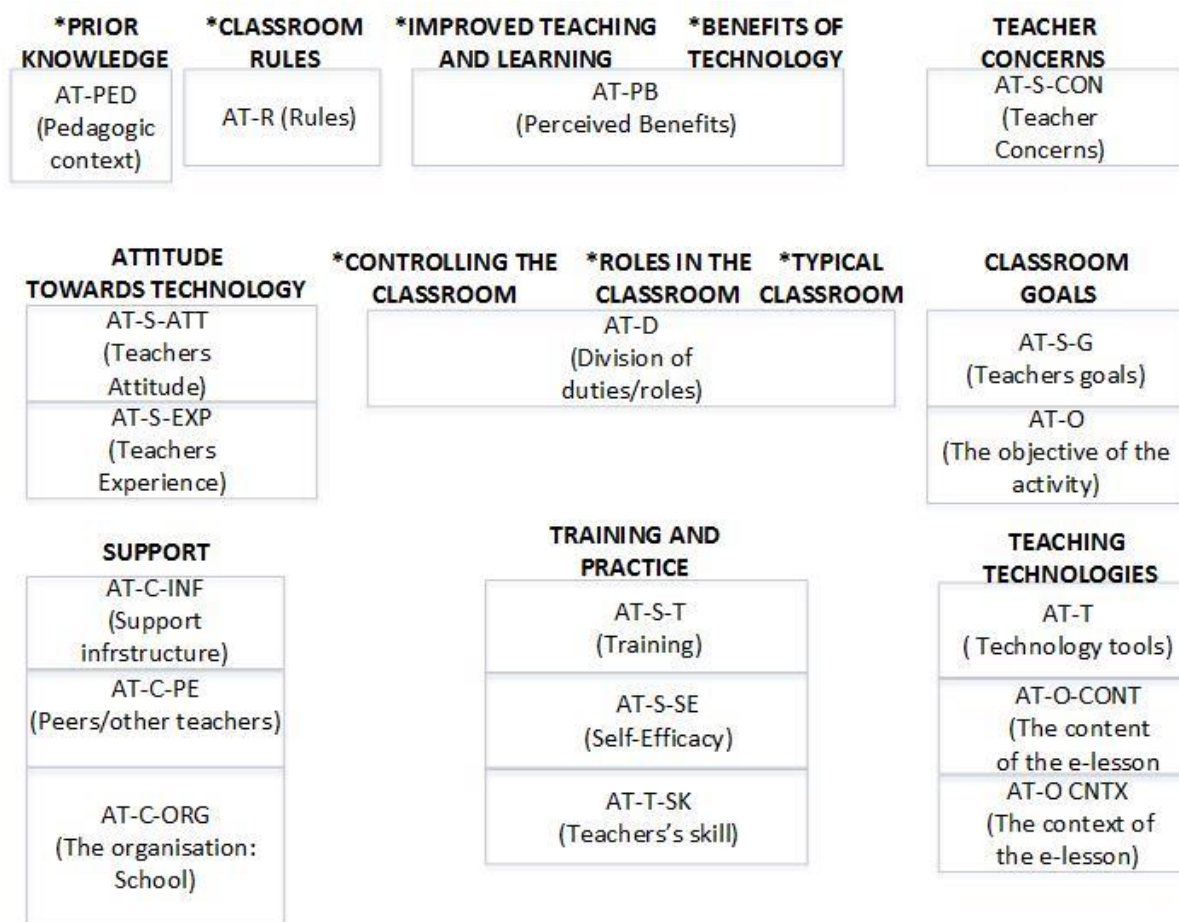 *PRIOR
KNOWLEDGE
AT-PED
(Pedagogic
context)
*CLASSROOM
RULES
AT-R (Rules)
*IMPROVED TEACHING
AND LEARNING
*BENEFITS OF
TECHNOLOGY
AT-PB
(Perceived Benefits)
TEACHER
CONCERNS
AT-S-CON
(Teacher
Concerns)
ATTITUDE
TOWARDS TECHNOLOGY
AT-S-ATT
(Teachers
Attitude)
AT-S-EXP
(Teachers
Experience)
*CONTROLLING THE
CLASSROOM
*ROLES IN THE
CLASSROOM
*TYPICAL
CLASSROOM
AT-D
(Division of
duties/roles)
CLASSROOM
GOALS
AT-S-G
(Teachers goals)
AT-O
(The objective of the
activity)
SUPPORT
AT-C-INF
(Support
infrstructure)
AT-C-PE
(Peers/other teachers)
AT-C-ORG
(The organisation:
School)
TRAINING AND
PRACTICE
AT-S-T
(Training)
AT-S-SE
(Self-Efficacy)
AT-T-SK
(Teachers's skill)
TEACHING
TECHNOLOGIES
AT-T
( Technology tools)
AT-O-CONT
(The content
of the e-lesson
AT-O CNTX
(The context of
the e-lesson)